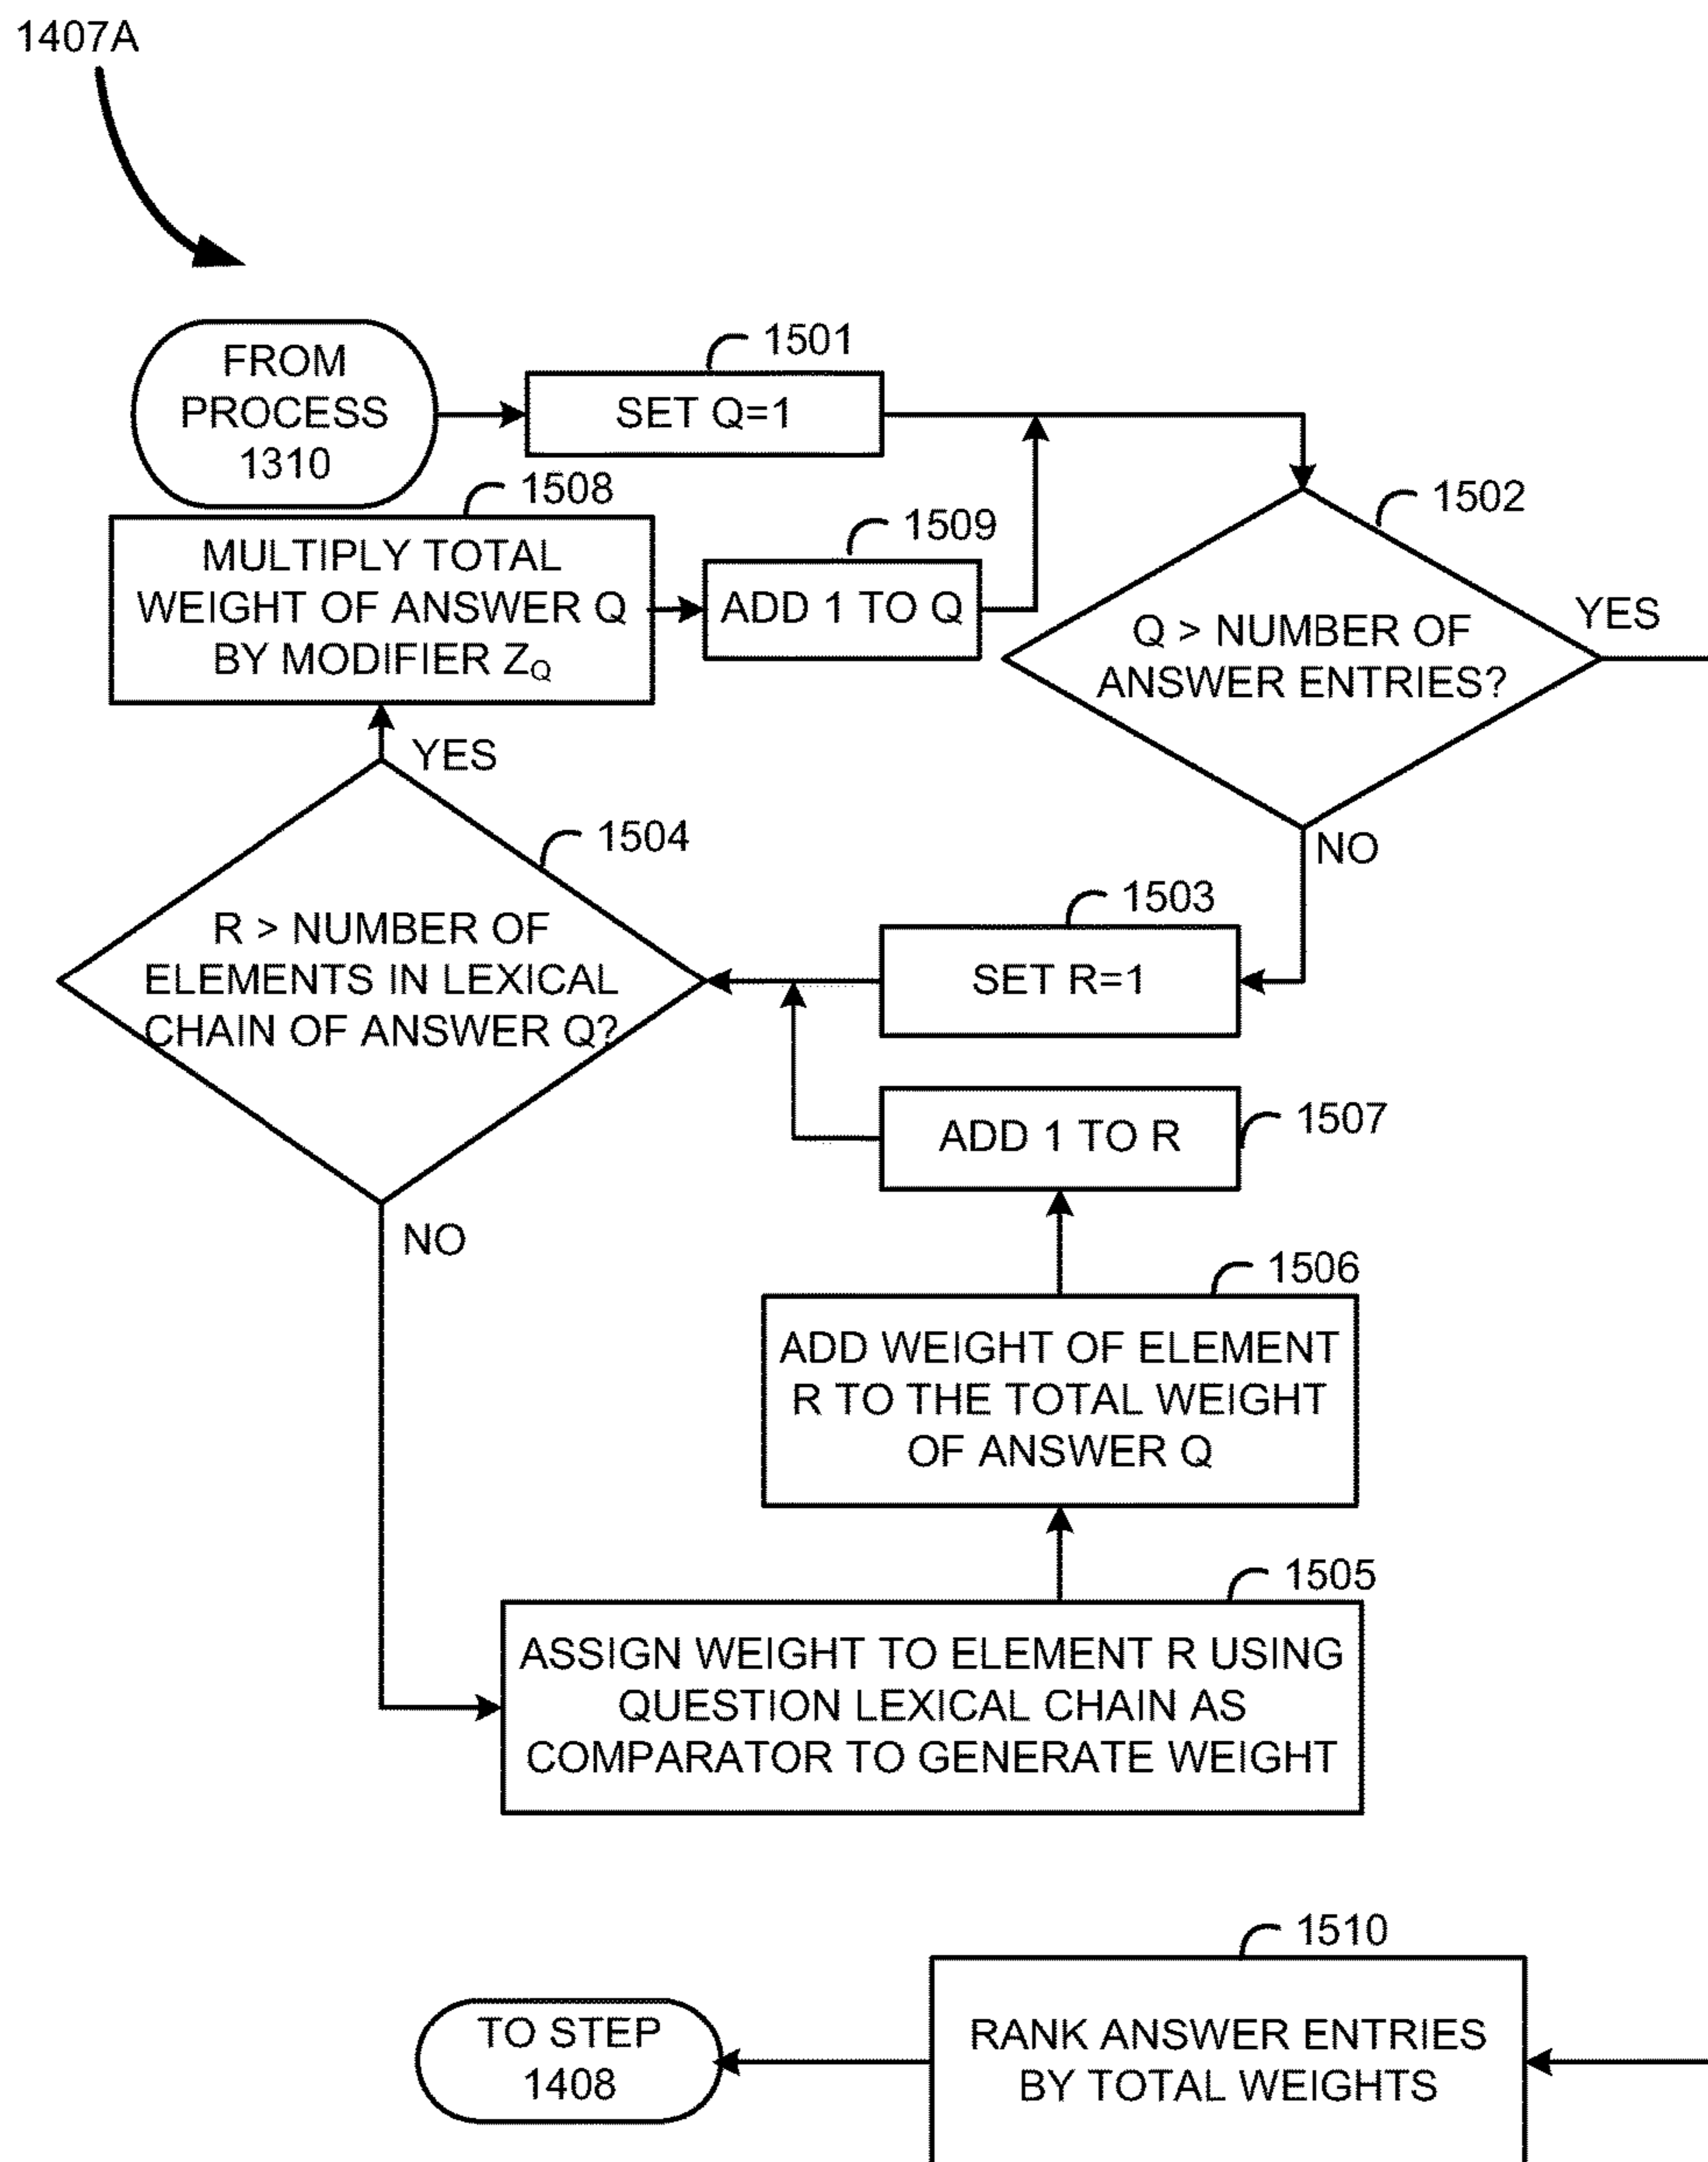 1407A
FROM
PROCESS
1310
1501
SET Q=1
1508
MULTIPLY TOTAL
WEIGHT OF ANSWER Q
BY MODIFIER ZQ
1509
ADD 1 TO Q
1502
Q > NUMBER OF
ANSWER ENTRIES?
YES
NO
YES
1504
R > NUMBER OF
ELEMENTS IN LEXICAL
CHAIN OF ANSWER Q?
NO
1503
SET R=1
1507
ADD 1 TO R
1506
ADD WEIGHT OF ELEMENT
R TO THE TOTAL WEIGHT
OF ANSWER Q
1505
ASSIGN WEIGHT TO ELEMENT R USING
QUESTION LEXICAL CHAIN AS
COMPARATOR TO GENERATE WEIGHT
1510
RANK ANSWER ENTRIES
BY TOTAL WEIGHTS
TO STEP
1408